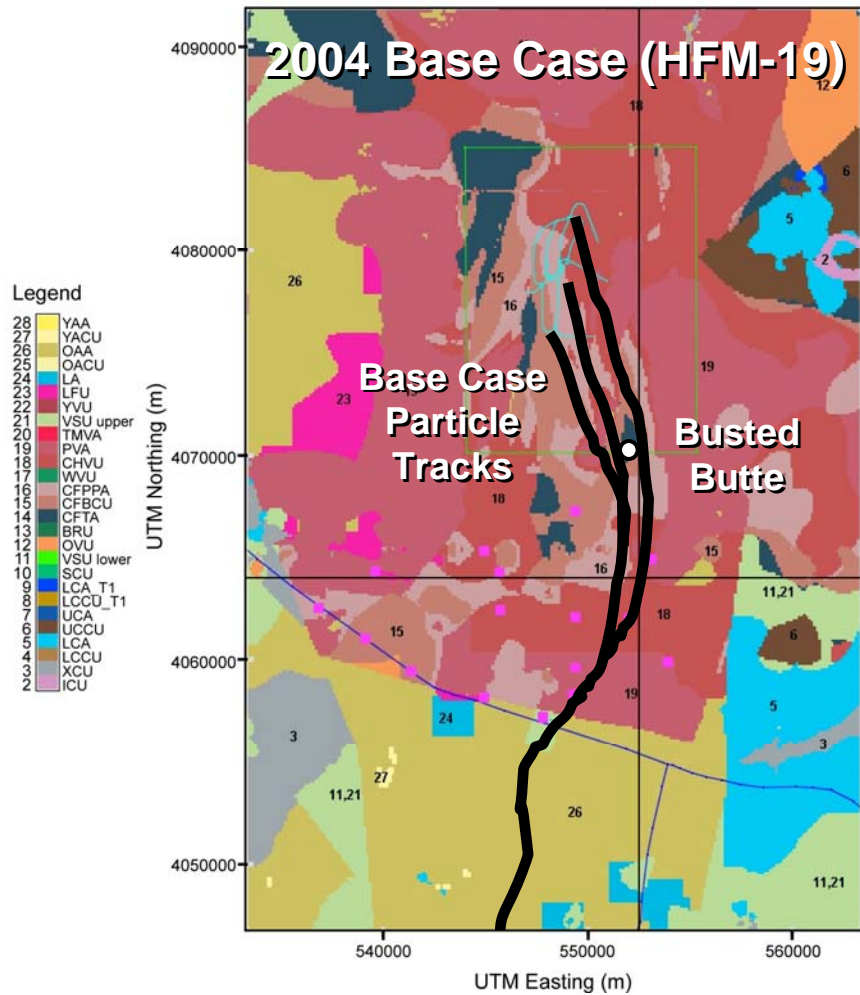 2004 Base Case (HFM-19)
4090000
4080000
4070000
4060000
4050000
UTM Northing (m)
540000
550000
560000
UTM Easting (m)
Legend
28 YAA
27 YACU
26 OAA
25 OACU
24 LA
23 LFU
22 YVU
21 VSU upper
20 TMVA
19 PVA
18 CHVU
17 WVU
16 CFPPA
15 CFBCU
14 CFTA
13 BRU
12 OVU
11 VSU lower
10 SCU
9 LCA_T1
8 LCCU_T1
7 UCA
6 UCCU
5 LCA
4 LCCU
3 XCU
2 ICU
Base Case
Particle
Tracks
Busted
Butte
12
18
6
5
2
26
15
16
19
23
18
15
16
11,21
18
6
15
19
5
24
3
3
27
11,21
26
11,21